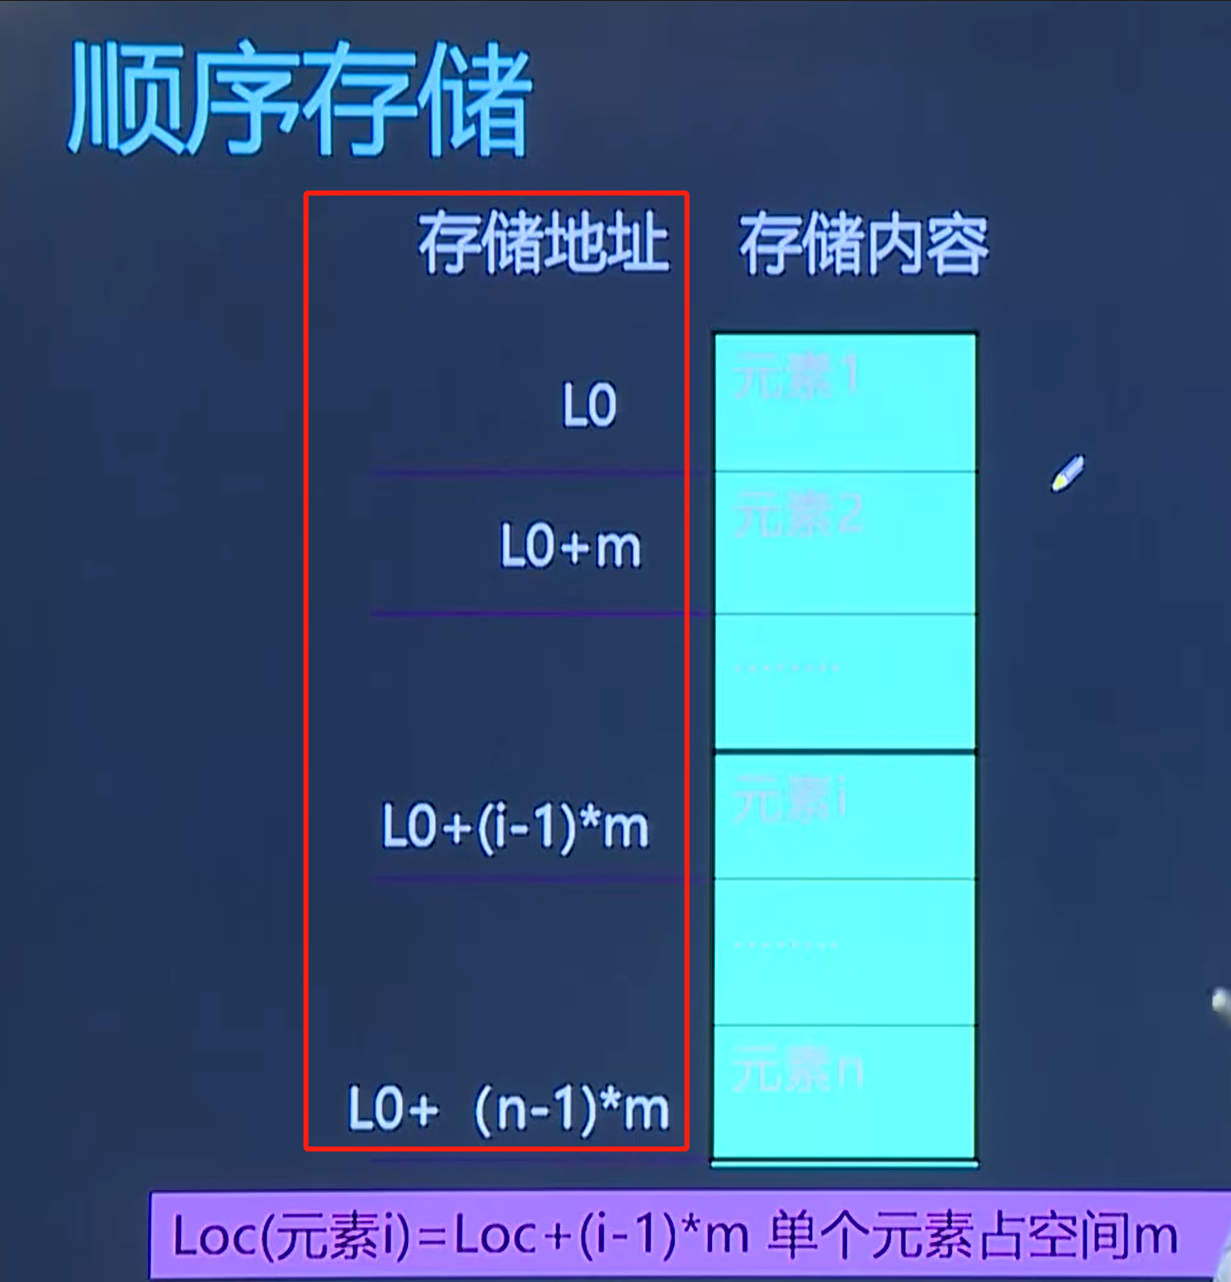 顺序存储
存储地址 存储内容
元素1
L0
元素2
L0+m
........
元素i
L0+(i-1)*m
........
元素n
L0+ (n-1)*m
Loc(元素i)=Loc+(i-1)*m 单个元素占空间m